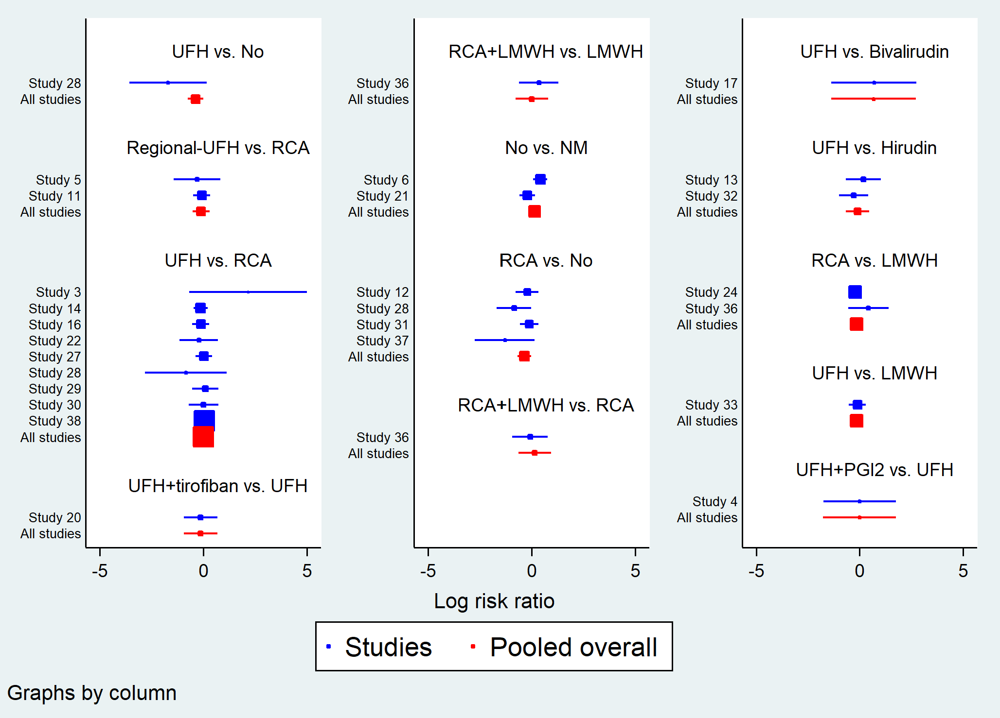 UFH vs. No
Study 28
All studies
Regional-UFH vs. RCA
Study 5
Study 11
All studies
UFH vs. RCA
Study 3
Study 14
Study 16
Study 22
Study 27
Study 28
Study 29
Study 30
Study 38
All studies
UFH+tirofiban vs. UFH
Study 20
All studies
-5 0 5
RCA+LMWH vs. LMWH
Study 36
All studies
No vs. NM
Study 6
Study 21
All studies
RCA vs. No
Study 12
Study 28
Study 31
Study 37
All studies
RCA+LMWH vs. RCA
Study 36
All studies
-5 0 5
UFH vs. Bivalirudin
Study 17
All studies
UFH vs. Hirudin
Study 13
Study 32
All studies
RCA vs. LMWH
Study 24
Study 36
All studies
UFH vs. LMWH
Study 33
All studies
UFH+PGI2 vs. UFH
Study 4
All studies
-5 0 5
Log risk ratio
Studies Pooled overall
Graphs by column